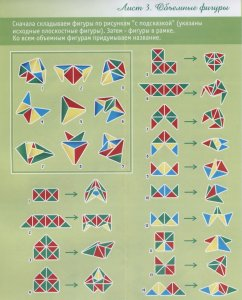 Лист 3. Объемные фигуры
Сначала складываем фигуры по рисункам "с подсказкой" (указаны
исходные плоскостные фигуры). Затем - фигуры в рамке.
Ко всем объемным фигурам придумываем название.